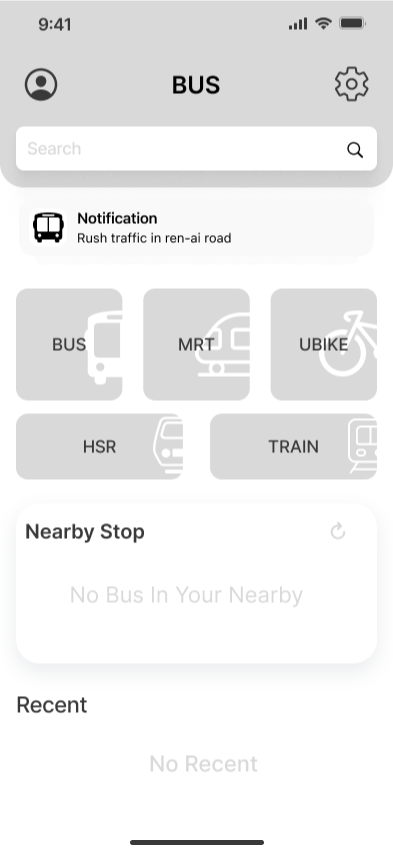 9:41
BUS
Search
Notification
Rush traffic in ren-ai road
BUS
MRT
UBIKE
HSR
TRAIN
Nearby Stop
No Bus In Your Nearby
Recent
No Recent